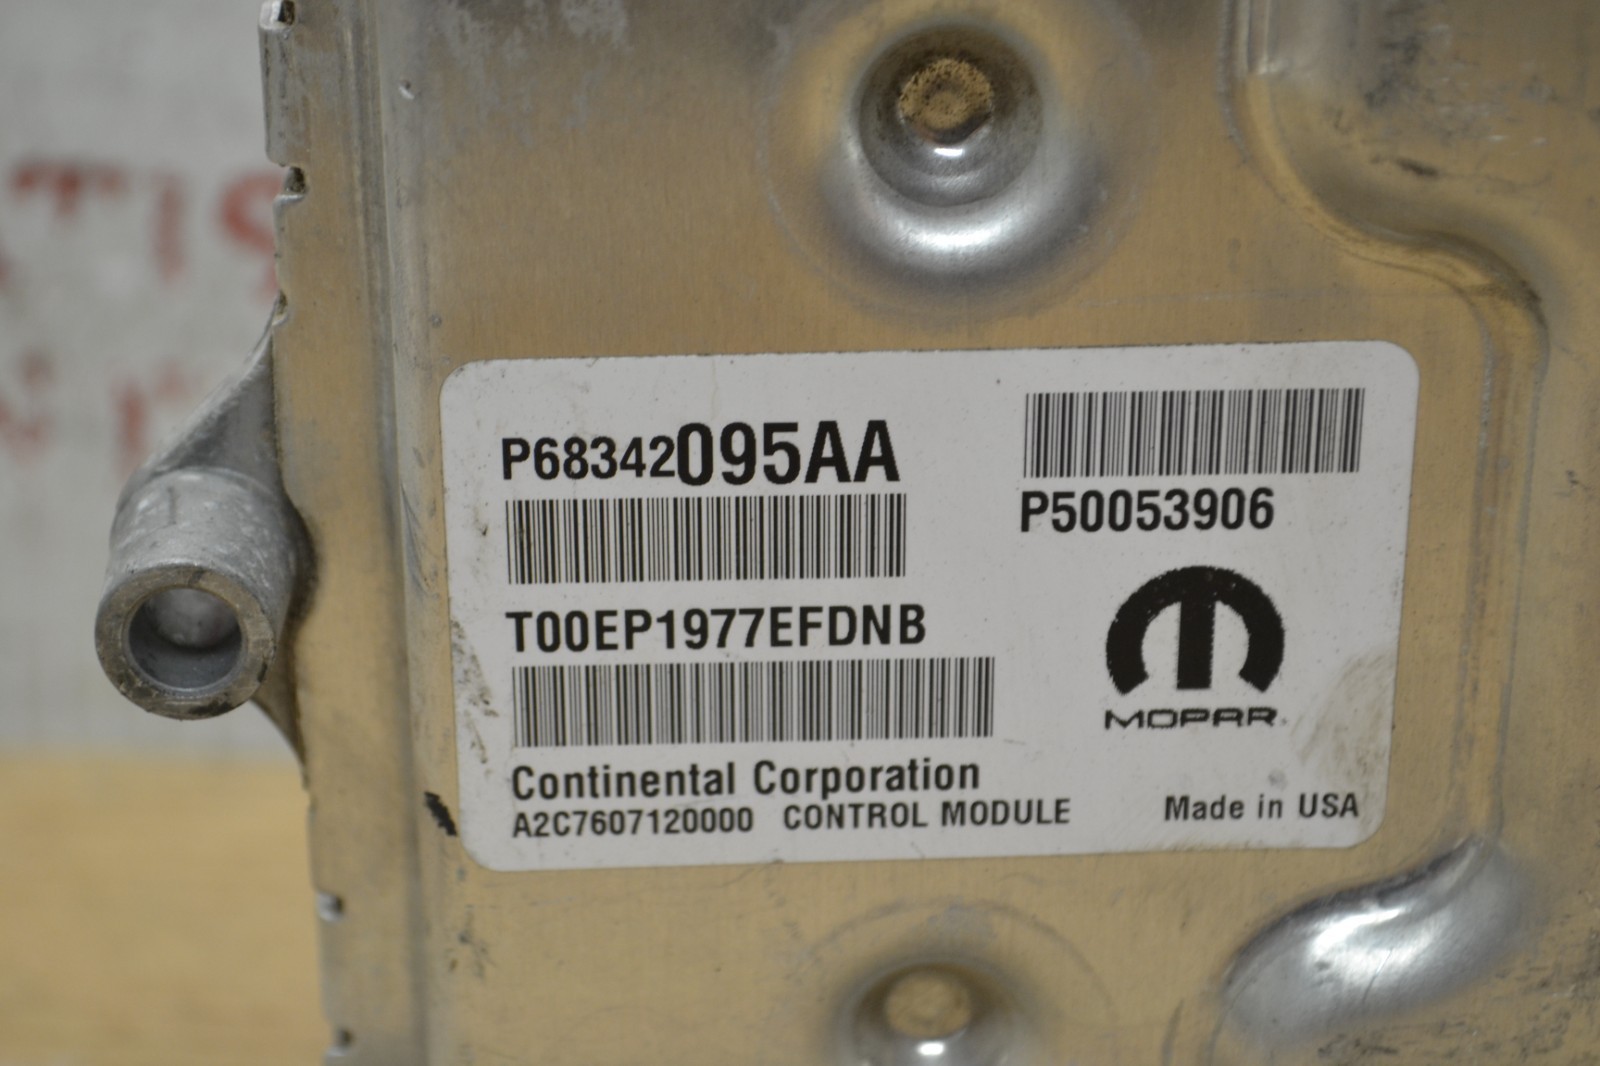 P68342095AA
P50053906
T00EP1977EFDNB
MOPAR
Continental Corporation
A2C7607120000 CONTROL MODULE
Made in USA